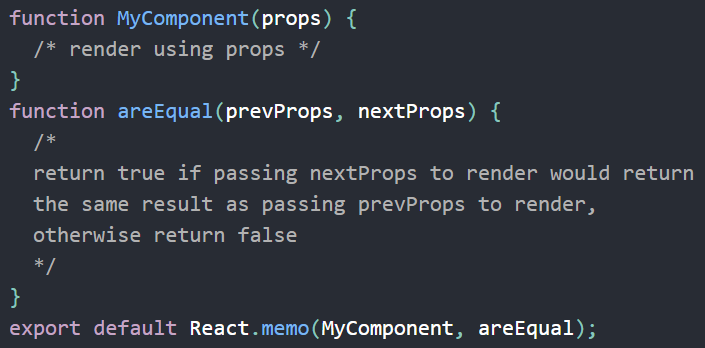 function MyComponent(props) {
  /* render using props */
}
function areEqual(prevProps, nextProps) {
  /*
  return true if passing nextProps to render would return
  the same result as passing prevProps to render,
  otherwise return false
  */
}
export default React.memo(MyComponent, areEqual);